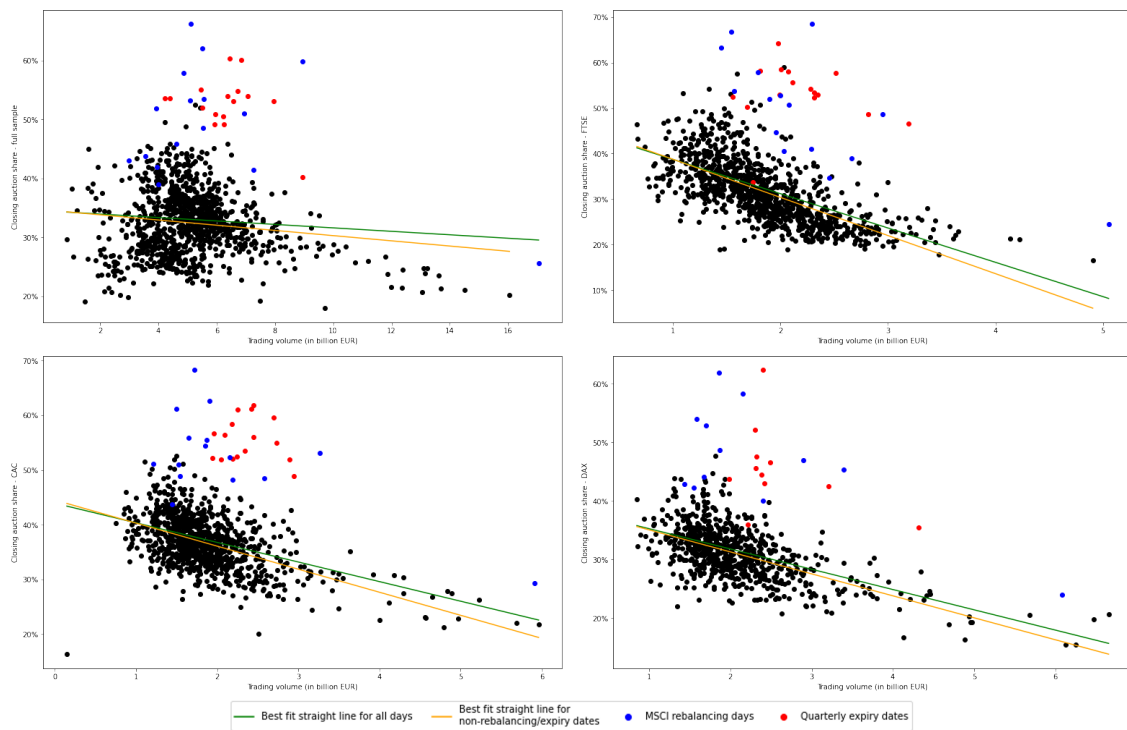 Closing auction share - full sample
60%
50%
40%
30%
20%
2 4 6 8 10 12 14 16
Trading volume (in billion EUR)
Closing auction share - FTSE
70%
60%
50%
40%
30%
20%
10%
1 2 3 4 5
Trading volume (in billion EUR)
Closing auction share - CAC
70%
60%
50%
40%
30%
20%
0 1 2 3 4 5 6
Trading volume (in billion EUR)
Closing auction share - DAX
60%
50%
40%
30%
20%
1 2 3 4 5 6
Trading volume (in billion EUR)
Best fit straight line for all days
Best fit straight line for
non-rebalancing/expiry dates
MSCI rebalancing days
Quarterly expiry dates